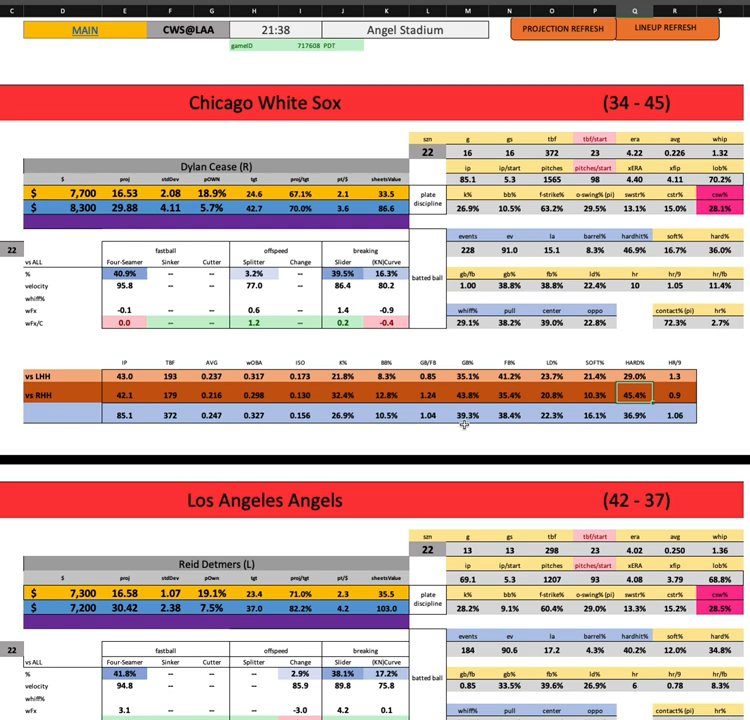 C D E F G H I J K L M N O P Q R S
MAIN CWS@LAA 21:38 Angel Stadium PROJECTION REFRESH LINEUP REFRESH
gameID 717608 PDT
Chicago White Sox (34 - 45)
szn g gs tbf tbf/start era avg whip
22 16 16 372 23 4.22 0.226 1.32
Dylan Cease (R) ip ip/start pitches pitches/start xERA xfip lob%
$ proj stdDev pOWN tgt proj/tgt pt/$ sheetsValue 85.1 5.3 1565 98 4.40 4.11 70.2%
$ 7,700 16.53 2.08 18.9% 24.6 67.1% 2.1 33.5 plate discipline k% bb% f-strike% o-swing% (pi) swstr% cstr% csw%
$ 8,300 29.88 4.11 5.7% 42.7 70.0% 3.6 86.6 26.9% 10.5% 63.2% 29.5% 13.1% 15.0% 28.1%
events ev la barrel% hardhit% soft% hard%
22 fastball offspeed breaking 228 91.0 15.1 8.3% 46.9% 16.7% 36.0%
vs ALL Four-Seamer Sinker Cutter Splitter Change Slider (KN)Curve
% 40.9% -- -- 3.2% -- 39.5% 16.3% batted ball gb/fb gb% fb% ld% hr hr/9 hr/fb
velocity 95.8 -- -- 77.0 -- 86.4 80.2 1.00 38.8% 38.8% 22.4% 10 1.05 11.4%
whiff%
wFx -0.1 -- -- 0.6 -- 1.4 -0.9 whiff% pull center oppo contact% (pi) hr%
wFx/C 0.0 -- -- 1.2 -- 0.2 -0.4 29.1% 38.2% 39.0% 22.8% 72.3% 2.7%
IP TBF AVG wOBA ISO K% BB% GB/FB GB% FB% LD% SOFT% HARD% HR/9
vs LHH 43.0 193 0.237 0.317 0.173 21.8% 8.3% 0.85 35.1% 41.2% 23.7% 21.4% 29.0% 1.3
vs RHH 42.1 179 0.216 0.298 0.130 32.4% 12.8% 1.24 43.8% 35.4% 20.8% 10.3% 45.4% 0.9
85.1 372 0.247 0.327 0.156 26.9% 10.5% 1.04 39.3% 38.4% 22.3% 16.1% 36.9% 1.06
Los Angeles Angels (42 - 37)
szn g gs tbf tbf/start era avg whip
22 13 13 298 23 4.02 0.250 1.36
Reid Detmers (L) ip ip/start pitches pitches/start xERA xfip lob%
$ proj stdDev pOwn tgt proj/tgt pt/$ sheetsValue 69.1 5.3 1207 93 4.08 3.79 68.8%
$ 7,300 16.58 1.07 19.1% 23.4 71.0% 2.3 35.5 plate discipline k% bb% f-strike% o-swing% (pi) swstr% cstr% csw%
$ 7,200 30.42 2.38 7.5% 37.0 82.2% 4.2 103.0 28.2% 9.1% 60.4% 29.0% 13.3% 15.2% 28.5%
events ev la barrel% hardhit% soft% hard%
22 fastball offspeed breaking 184 90.6 17.2 4.3% 40.2% 12.0% 34.8%
vs ALL Four-Seamer Sinker Cutter Splitter Change Slider (KN)Curve
% 41.8% -- -- -- 2.9% 38.1% 17.2% batted ball gb/fb gb% fb% ld% hr hr/9 hr/fb
velocity 94.8 -- -- -- 85.9 89.8 75.8 0.85 33.5% 39.6% 26.9% 6 0.78 8.3%
whiff%
wFx 3.1 -- -- -- -3.0 4.2 0.1 whiff% pull center oppo contact% (pi) hr%